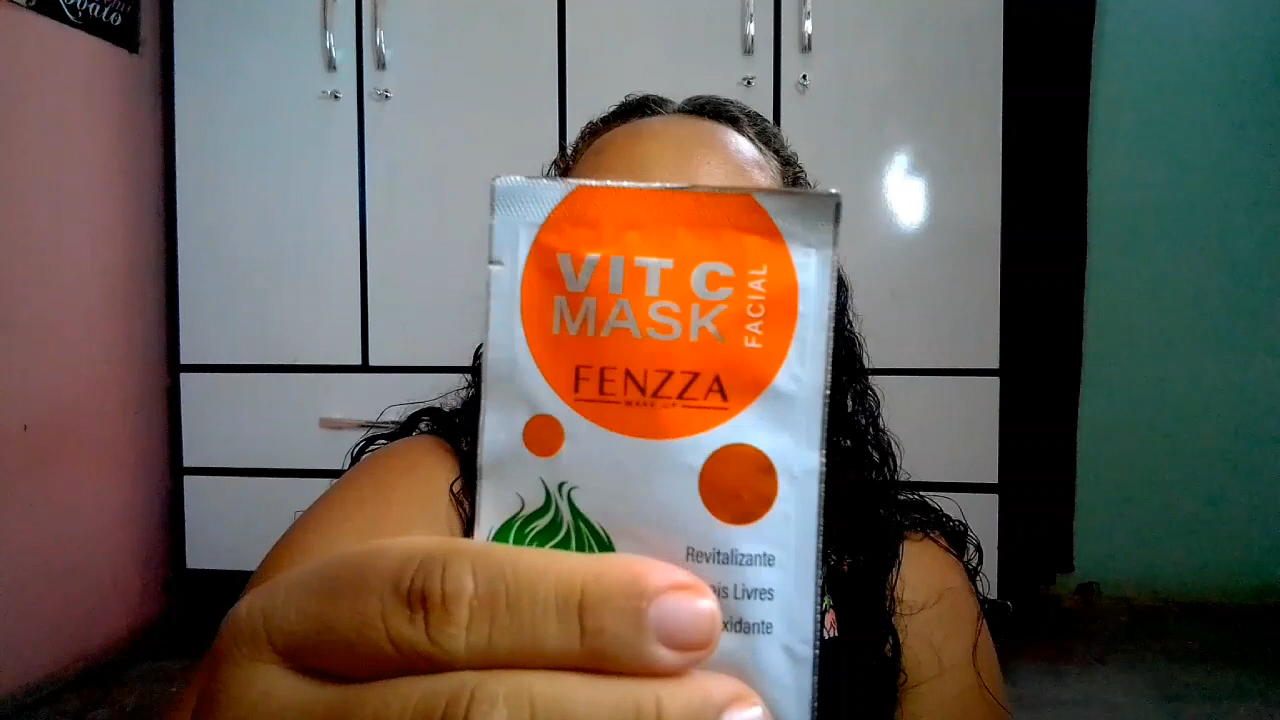 VIT C
MASK
FACIAL
FENZZA
MAKE UP
Revitalizante
Livres